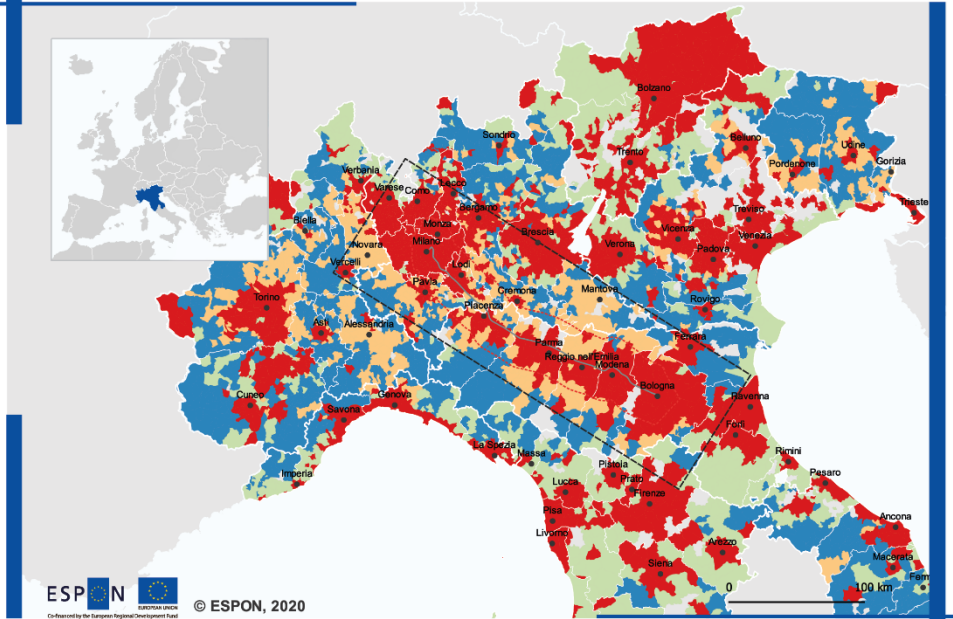 Bolzano
Sondrio
Trento
Belluno
Udine
Pordenone
Gorizia
Verbania
Varese
Como
Lecco
Bergamo
Trieste
Treviso
Biella
Monza
Milano
Brescia
Verona
Vicenza
Padova
Venezia
Novara
Vercelli
Lodi
Pavia
Cremona
Mantova
Rovigo
Torino
Piacenza
Asti
Alessandria
Parma
Ferrara
Reggio nell'Emilia
Modena
Bologna
Cuneo
Genova
Savona
Ravenna
Forlì
La Spezia
Massa
Rimini
Imperia
Pistoia
Prato
Pesaro
Lucca
Firenze
Pisa
Livorno
Ancona
Arezzo
Macerata
Siena
Ferm
0
100 km
ESPON
EUROPEAN UNION
Co-financed by the European Regional Development Fund
© ESPON, 2020